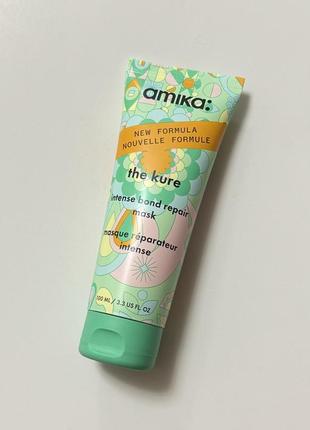 amika:
NEW FORMULA
NOUVELLE FORMULE
the kure
intense bond repair
mask
masque réparateur
intense
100 ML / 3.3 US FL OZ